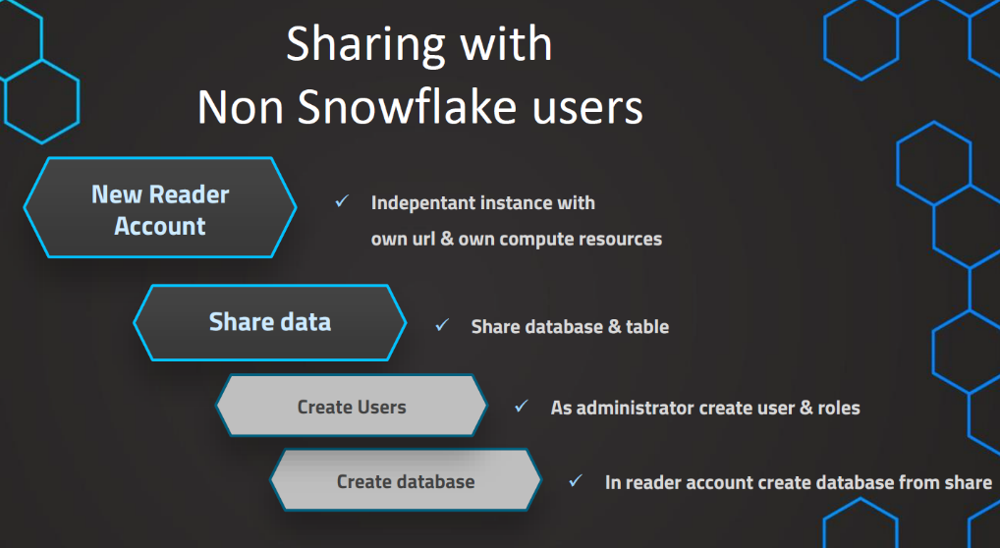 Sharing with
Non Snowflake users
New Reader
Account
✓ Indepentant instance with
own url & own compute resources
Share data
✓ Share database & table
Create Users
✓ As administrator create user & roles
Create database
✓ In reader account create database from share